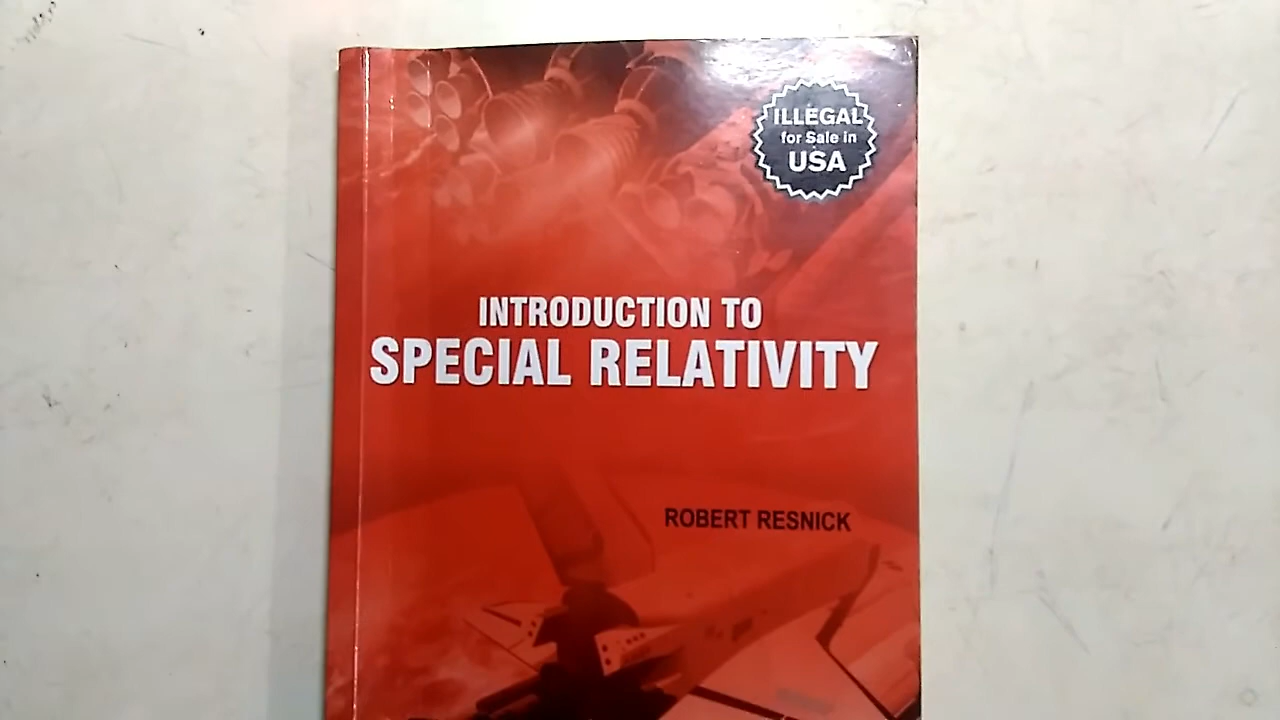 ILLEGAL
for Sale in
USA
INTRODUCTION TO
SPECIAL RELATIVITY
ROBERT RESNICK